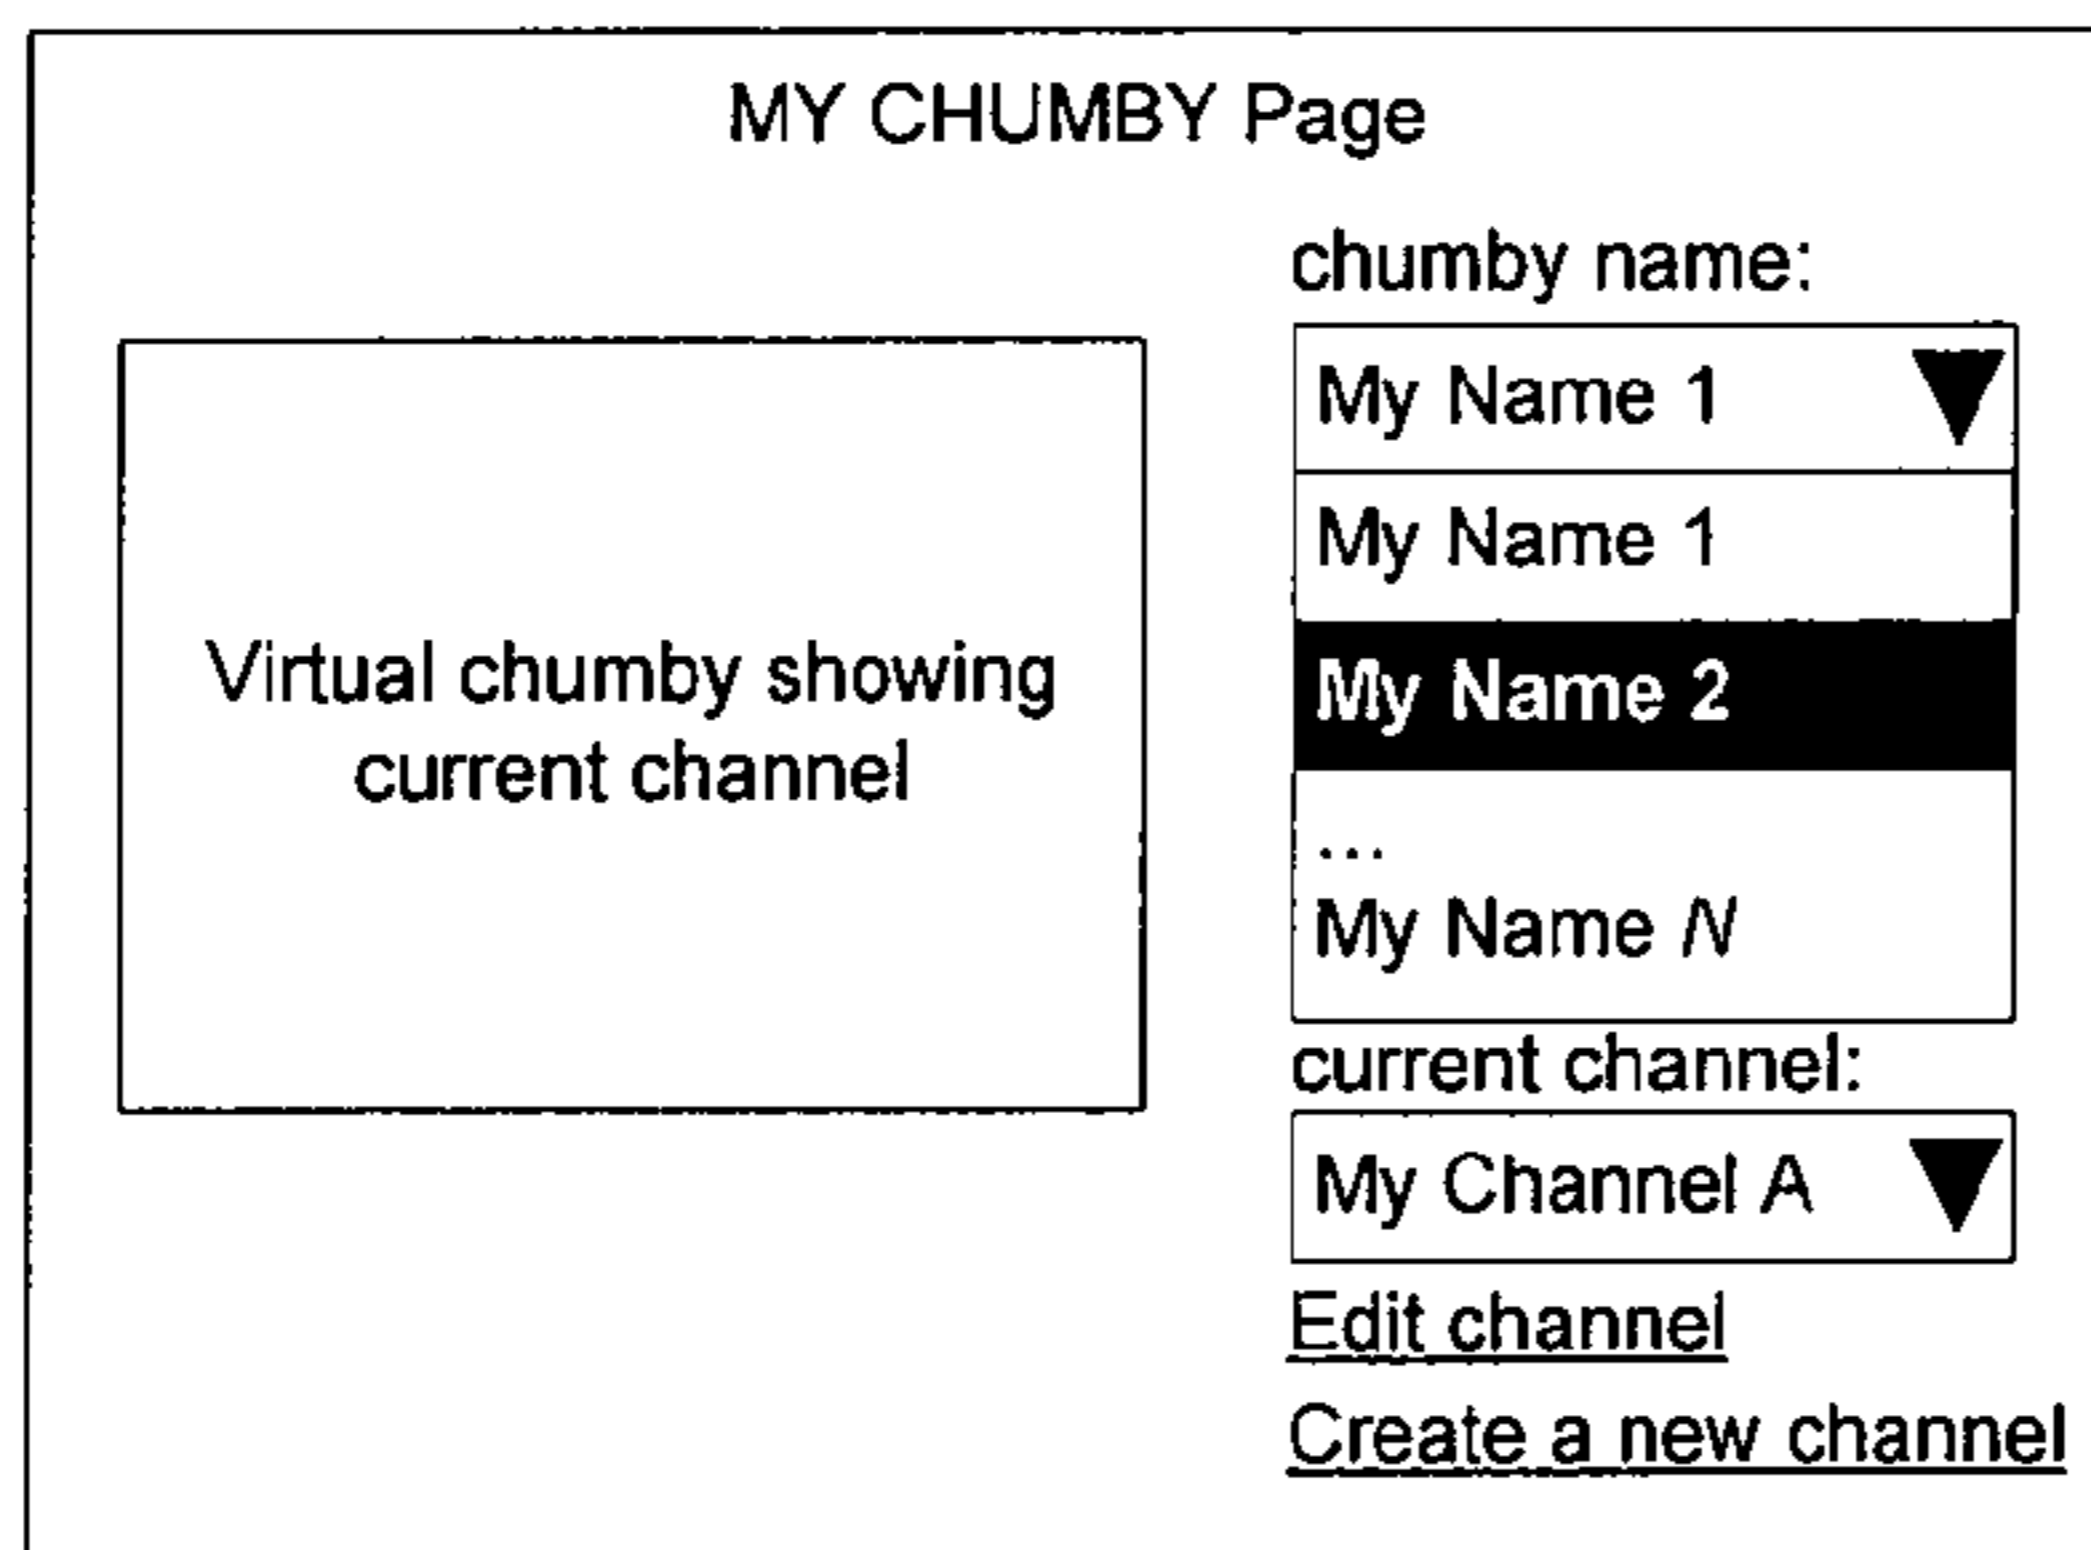 MY CHUMBY Page
chumby name:
My Name 1
My Name 1
My Name 2
...
My Name N
Virtual chumby showing
current channel
current channel:
My Channel A
Edit channel
Create a new channel